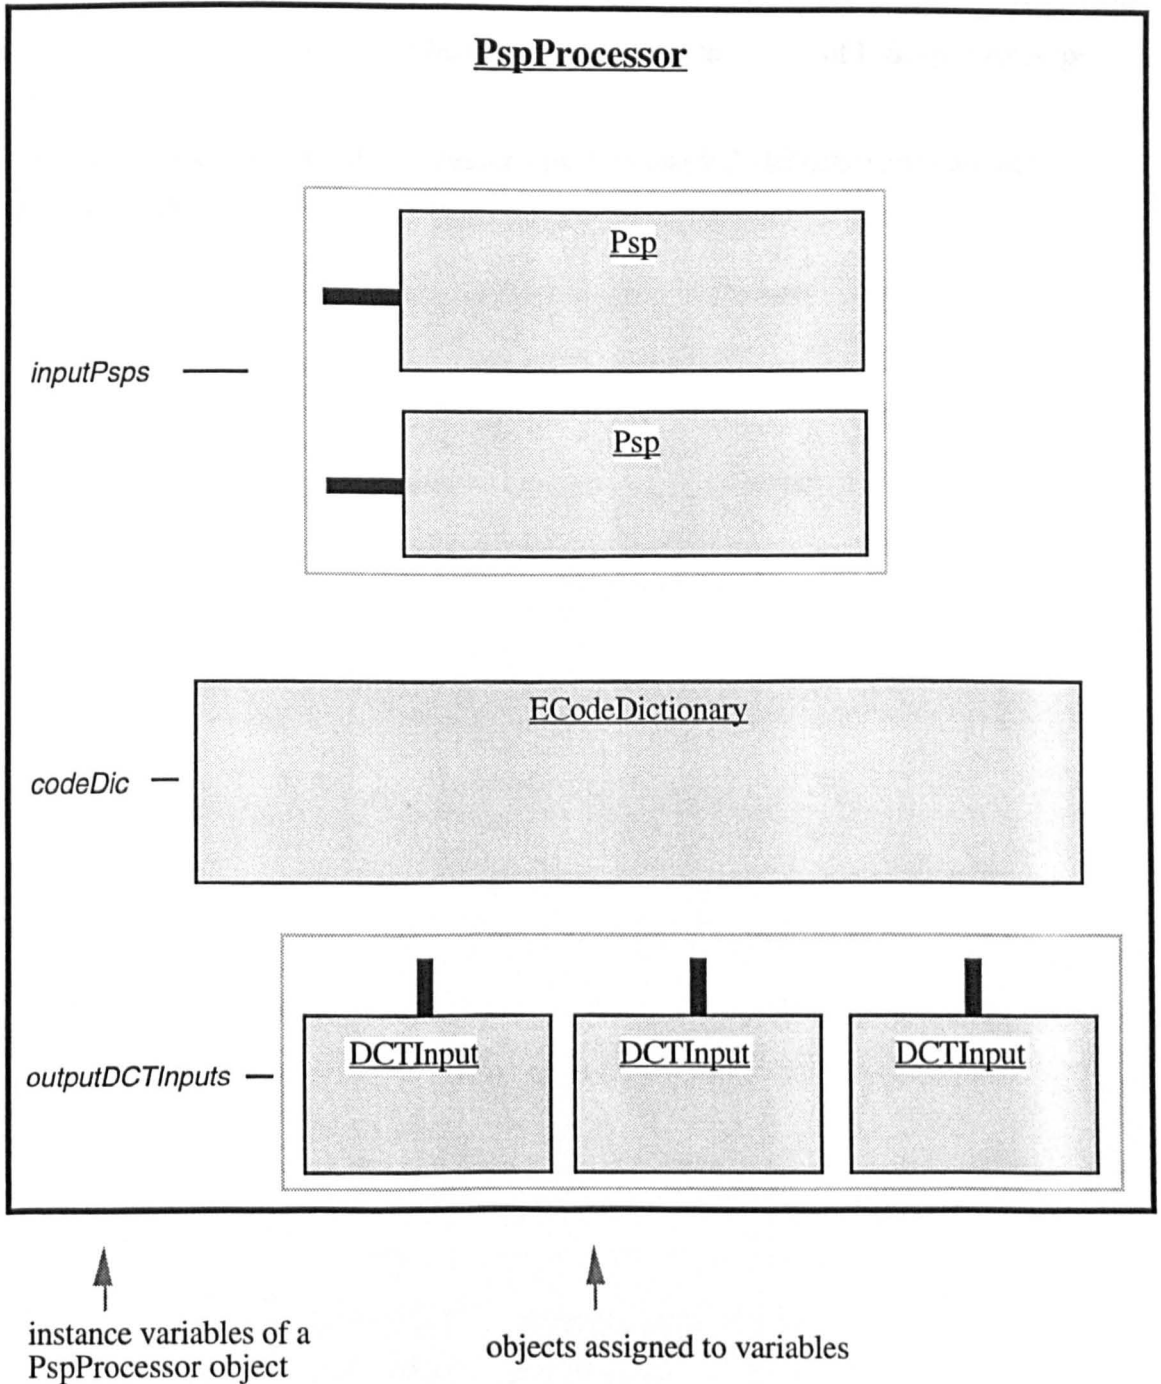 PspProcessor
Psp
inputPsps
Psp
ECodeDictionary
codeDic
DCTInput DCTInput DCTInput
outputDCTInputs
instance variables of a
PspProcessor object
objects assigned to variables